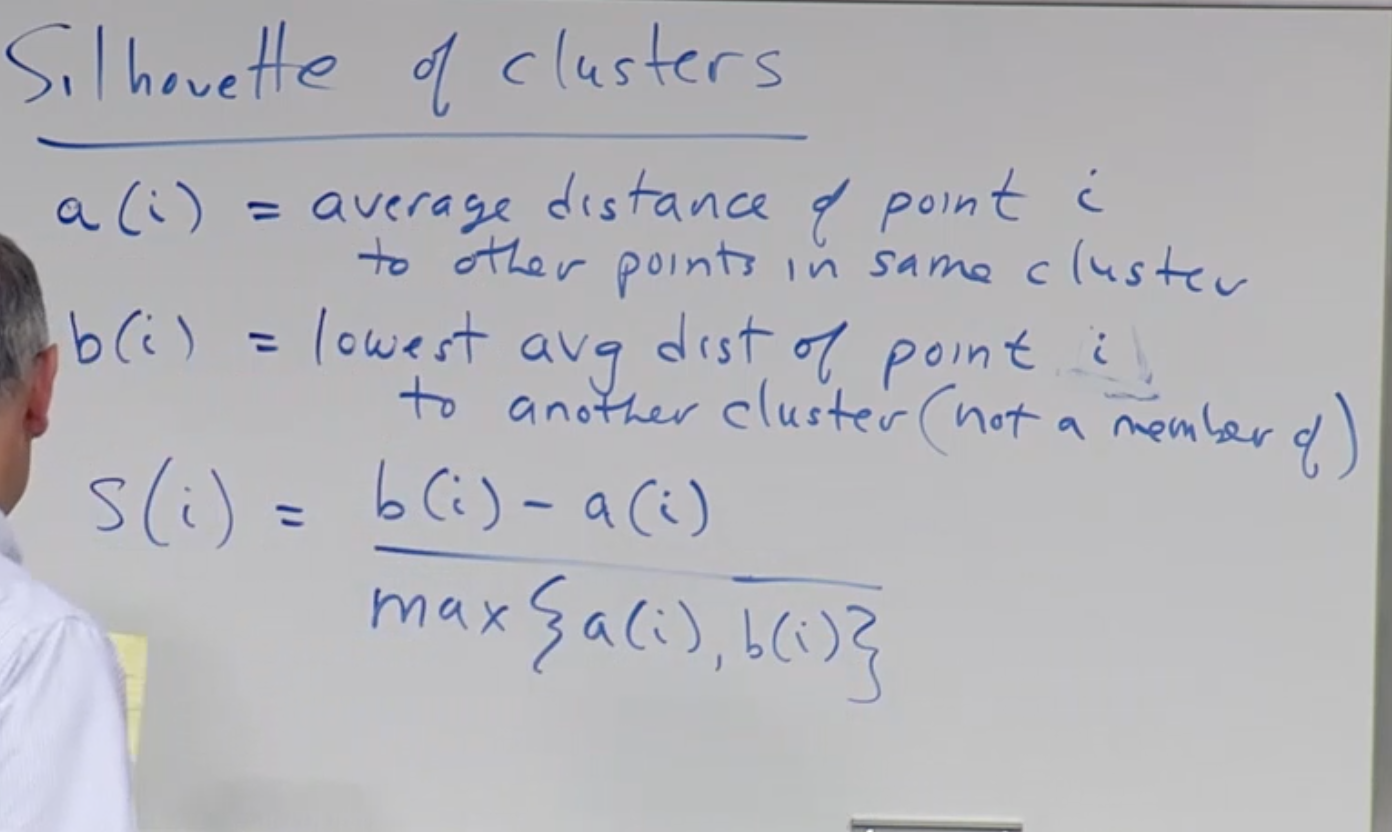 Silhouette of clusters
a(i) = average distance of point i
to other points in same cluster
b(i) = lowest avg dist of point i
to another cluster (not a member of)
S(i) = b(i) - a(i)
max{a(i), b(i)}